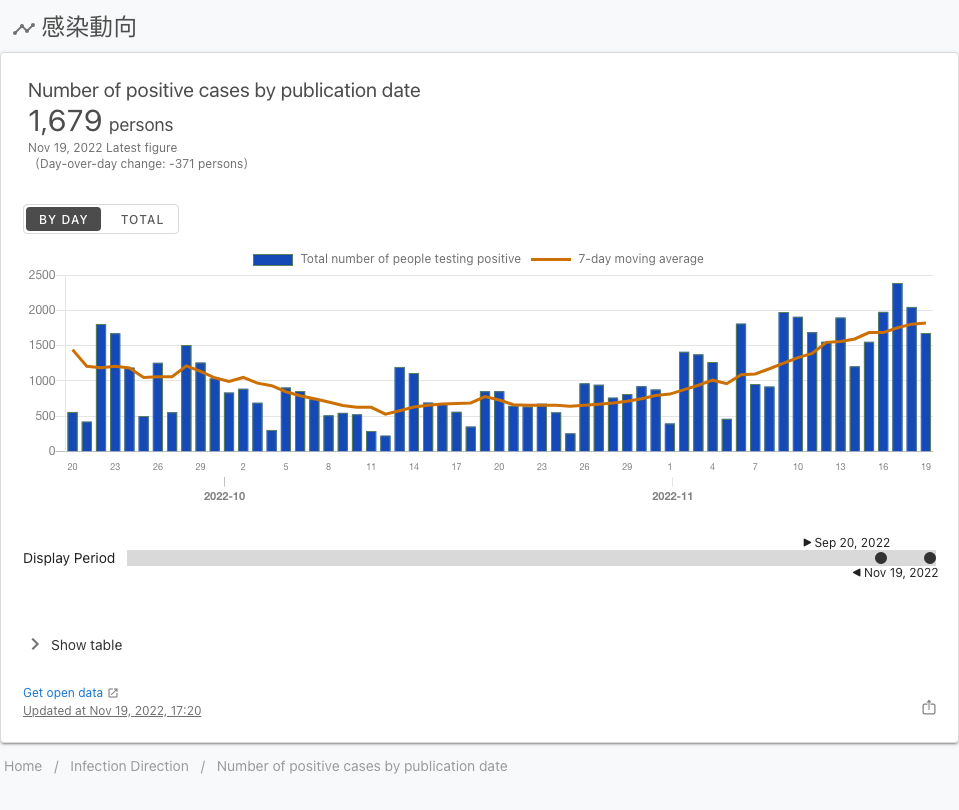 感染動向
Number of positive cases by publication date
1,679 persons
Nov 19, 2022 Latest figure
(Day-over-day change: -371 persons)
BY DAY TOTAL
Total number of people testing positive 7-day moving average
2500
2000
1500
1000
500
0
20 23 26 29 2 5 8 11 14 17 20 23 26 29 1 4 7 10 13 16 19
2022-10 2022-11
Sep 20, 2022
Display Period
Nov 19, 2022
Show table
Get open data
Updated at Nov 19, 2022, 17:20
Home / Infection Direction / Number of positive cases by publication date